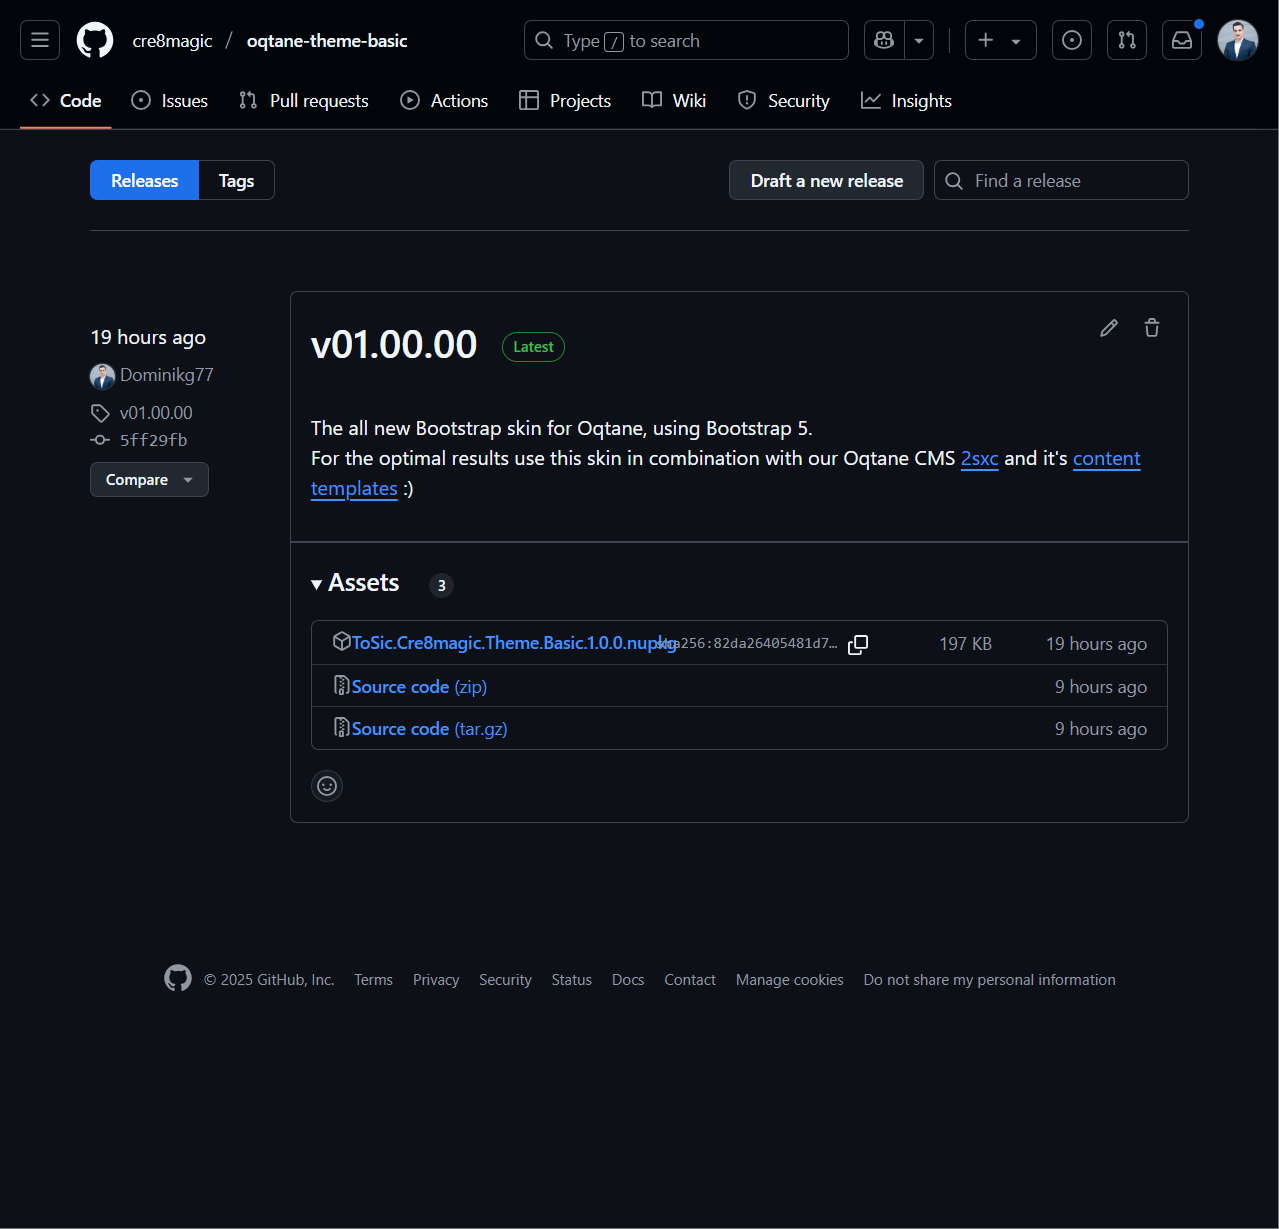 cre8magic / oqtane-theme-basic
Type / to search
Code Issues Pull requests Actions Projects Wiki Security Insights
Releases Tags
Draft a new release Find a release
19 hours ago
Dominikg77
v01.00.00
5ff29fb
Compare
v01.00.00 Latest
The all new Bootstrap skin for Oqtane, using Bootstrap 5.
For the optimal results use this skin in combination with our Oqtane CMS 2sxc and it's content
templates :)
Assets 3
ToSic.Cre8magic.Theme.Basic.1.0.0.nupkg sha256:82da26405481d7… 197 KB 19 hours ago
Source code (zip) 9 hours ago
Source code (tar.gz) 9 hours ago
© 2025 GitHub, Inc. Terms Privacy Security Status Docs Contact Manage cookies Do not share my personal information